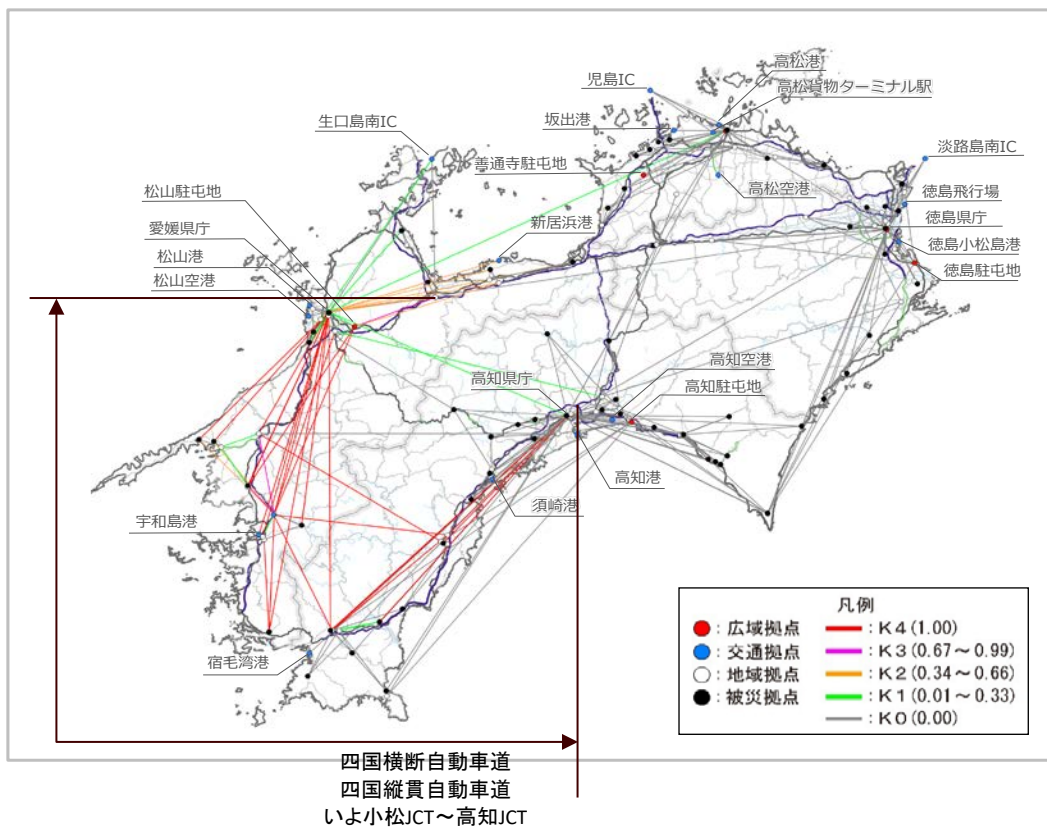 高松港
児島IC
高松貨物ターミナル駅
坂出港
生口島南IC
善通寺駐屯地
淡路島南IC
松山駐屯地
高松空港
徳島飛行場
愛媛県庁
新居浜港
徳島県庁
松山港
徳島小松島港
松山空港
徳島駐屯地
高知空港
高知県庁
高知駐屯地
高知港
須崎港
宇和島港
宿毛湾港
凡例
：広域拠点
：K4(1.00)
：交通拠点
：K3(0.67～0.99)
：地域拠点
：K2(0.34～0.66)
：被災拠点
：K1(0.01～0.33)
：K0(0.00)
四国横断自動車道
四国縦貫自動車道
いよ小松JCT～高知JCT